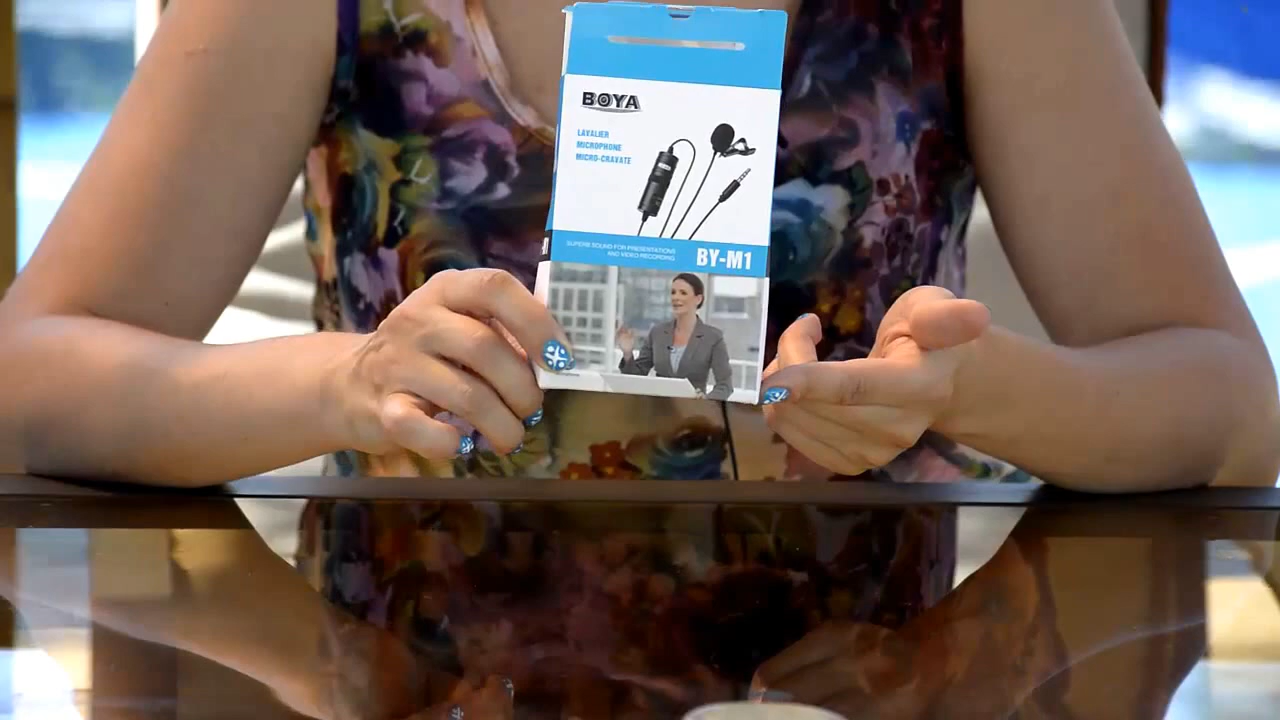 BOYA
LAVALIER
MICROPHONE
MICRO-CRAVATE
SUPERB SOUND FOR PRESENTATIONS
AND VIDEO RECORDING
BY-M1